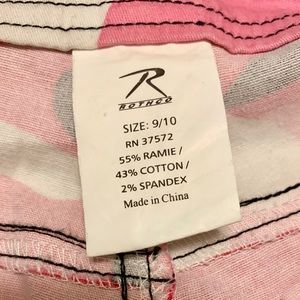 R
ROTHCO
SIZE: 9/10
RN 37572
55% RAMIE /
43% COTTON /
2% SPANDEX
Made in China